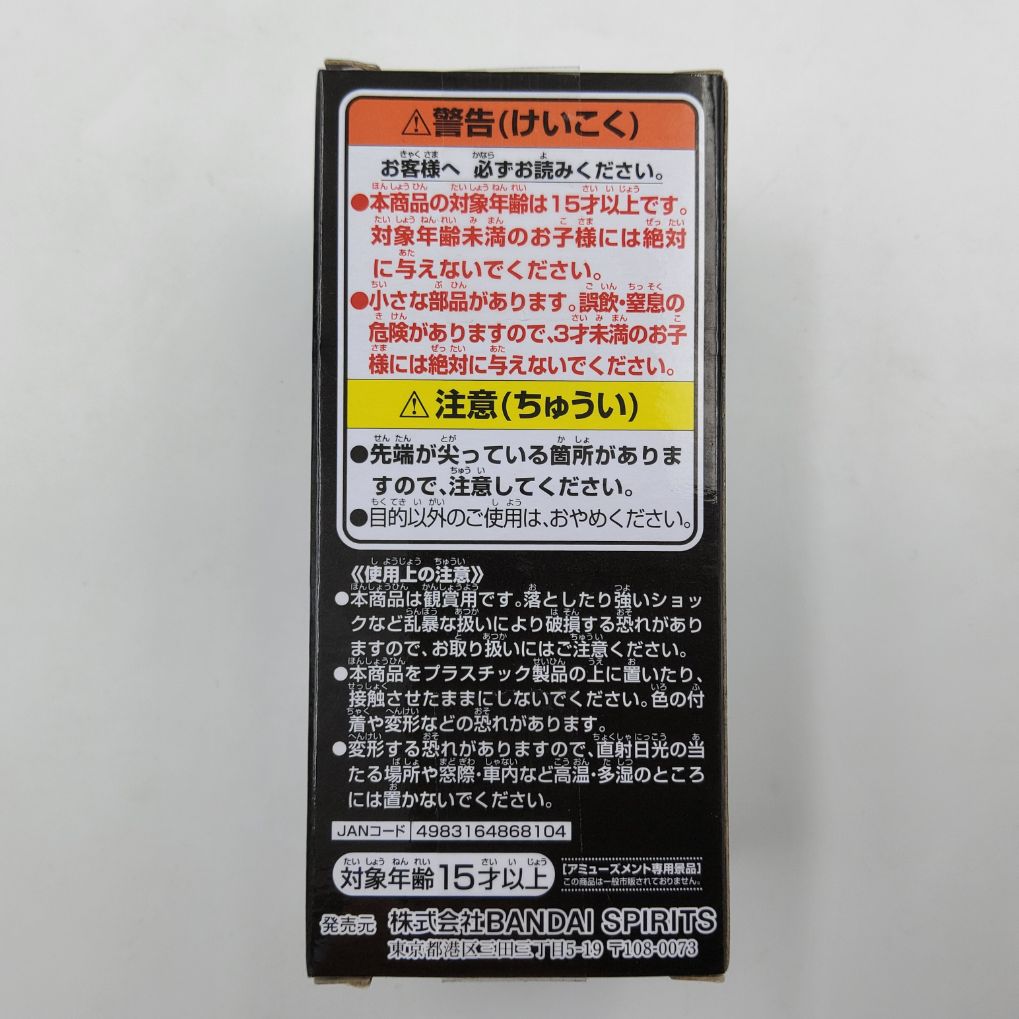 ⚠警告(けいこく)
お客様へ 必ずお読みください。
●本商品の対象年齢は15才以上です。
対象年齢未満のお子様には絶対
に与えないでください。
●小さな部品があります。誤飲・窒息の
危険がありますので、3才未満のお子
様には絶対に与えないでください。
⚠注意(ちゅうい)
●先端が尖っている箇所がありま
すので、注意してください。
●目的以外のご使用は、おやめください。
《使用上の注意》
●本商品は観賞用です。落としたり強いショッ
クなど乱暴な扱いにより破損する恐れがあり
ますので、お取り扱いにはご注意ください。
●本商品をプラスチック製品の上に置いたり、
接触させたままにしないでください。色の付
着や変形などの恐れがあります。
●変形する恐れがありますので、直射日光の当
たる場所や窓際・車内など高温・多湿のところ
には置かないでください。
JANコード 4983164868104
対象年齢15才以上
[アミューズメント専用景品]
この商品は一般市販されておりません。
発売元 株式会社BANDAI SPIRITS
東京都港区三田三丁目5-19 〒108-0073